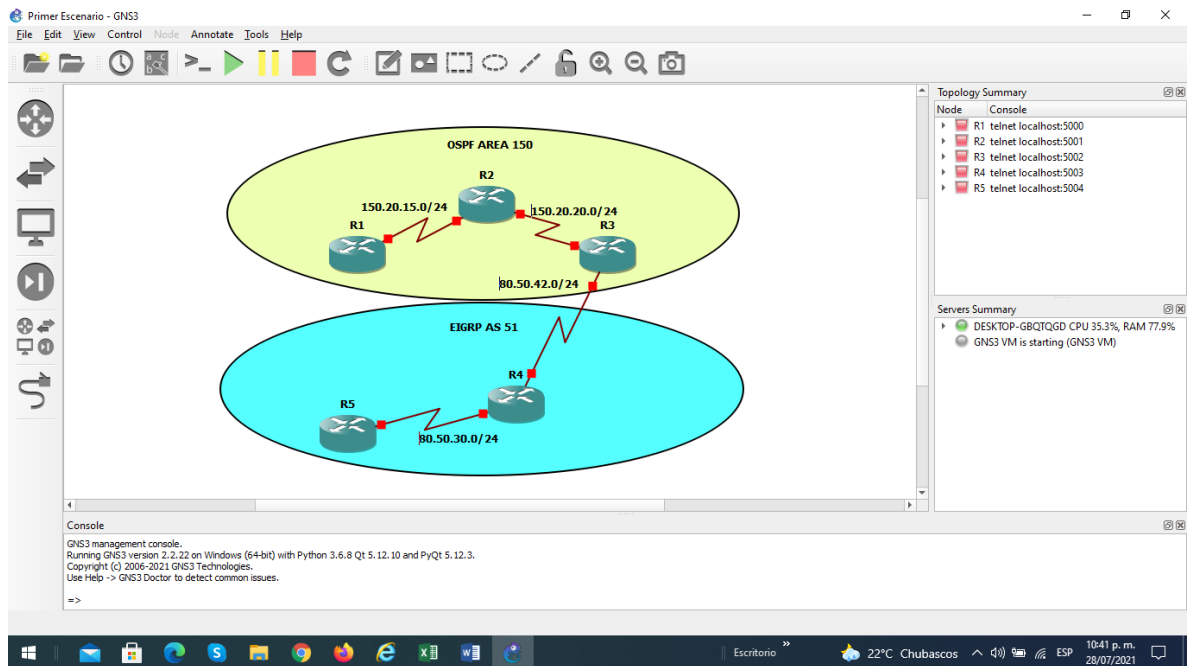 Primer Escenario - GNS3
File Edit View Control Node Annotate Tools Help
OSPF AREA 150
R2
150.20.15.0/24
150.20.20.0/24
R1
R3
80.50.42.0/24
EIGRP AS 51
R4
R5
80.50.30.0/24
Topology Summary
Node Console
R1 telnet localhost:5000
R2 telnet localhost:5001
R3 telnet localhost:5002
R4 telnet localhost:5003
R5 telnet localhost:5004
Servers Summary
DESKTOP-GBQTQGD CPU 35.3%, RAM 77.9%
GNS3 VM is starting (GNS3 VM)
Console
GNS3 management console.
Running GNS3 version 2.2.22 on Windows (64-bit) with Python 3.6.8 Qt 5.12.10 and PyQt 5.12.3.
Copyright (c) 2006-2021 GNS3 Technologies.
Use Help -> GNS3 Doctor to detect common issues.
=>
Escritorio
22°C Chubascos
ESP
10:41 p. m.
28/07/2021